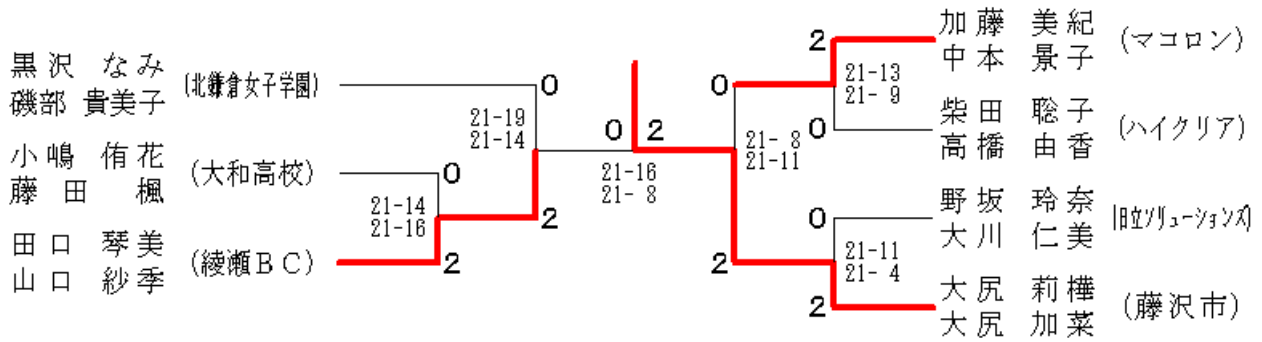 黒沢 なみ
磯部 貴美子
(北鎌倉女子学園)
0
21-19
21-14
小嶋 侑花
藤田 楓
(大和高校)
0
21-14
21-16
2
田口 琴美
山口 紗季
(綾瀬BC)
2
0 2
21-16
21- 8
加藤 美紀
中本 景子
(マコロン)
2
0
21-13
21- 9
柴田 聡子
高橋 由香
(ハイクリア)
0
21- 8
21-11
野坂 玲奈
大川 仁美
(日立ソリューションズ)
0
21-11
21- 4
2
大尻 莉樺
大尻 加菜
(藤沢市)
2